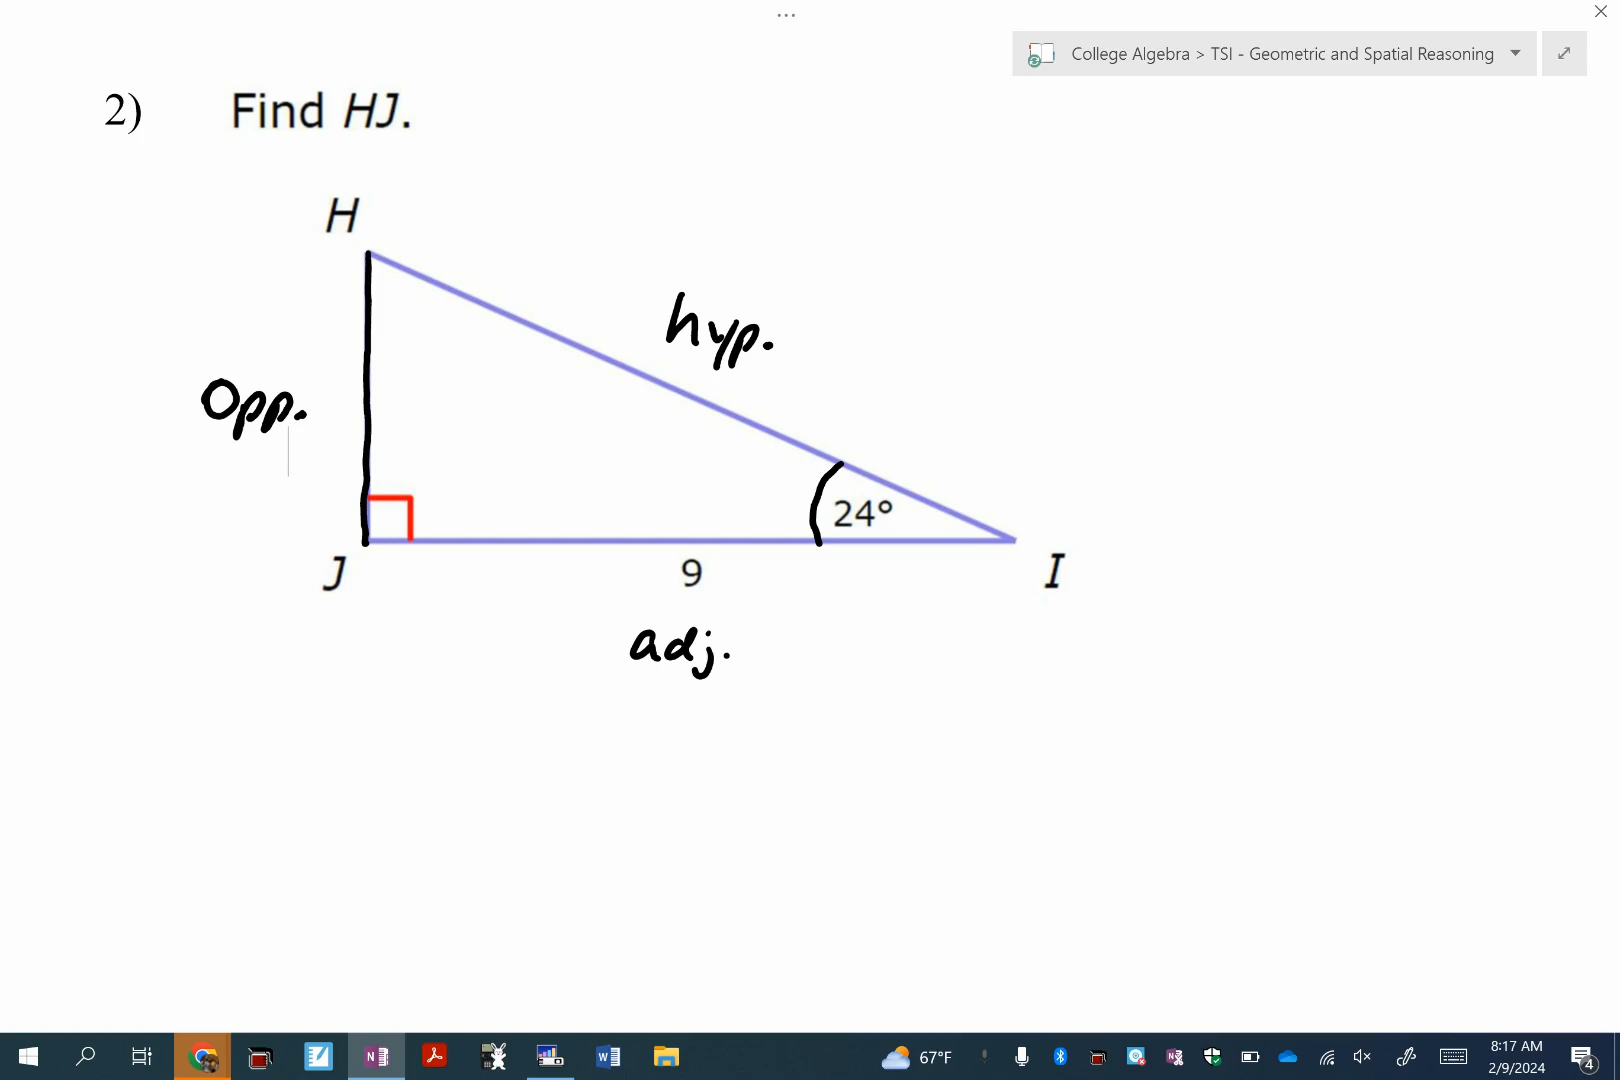 ...
College Algebra > TSI - Geometric and Spatial Reasoning
2) Find HJ.
H
hyp.
Opp.
24°
J
9
I
adj.
67°F
8:17 AM
2/9/2024
4